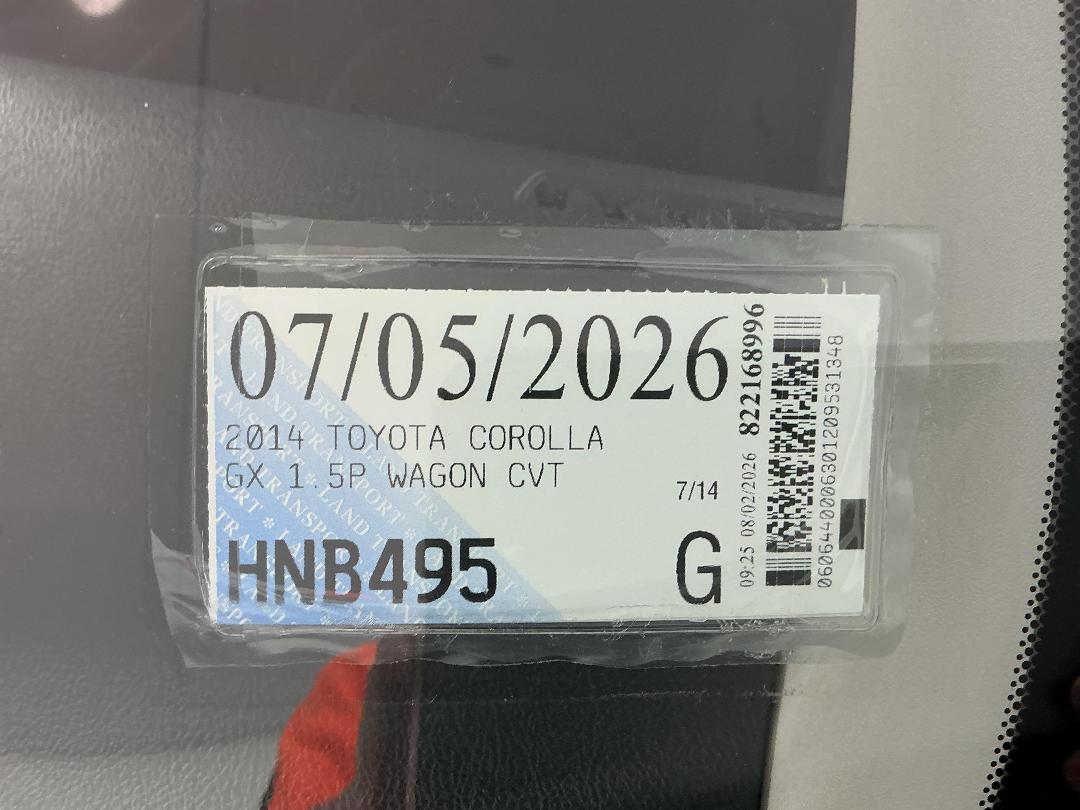 07/05/2026
2014 TOYOTA COROLLA
GX 1.5P WAGON CVT
7/14
HNB495
G
09:25 08/02/2026 822168996
0606440006301209531348